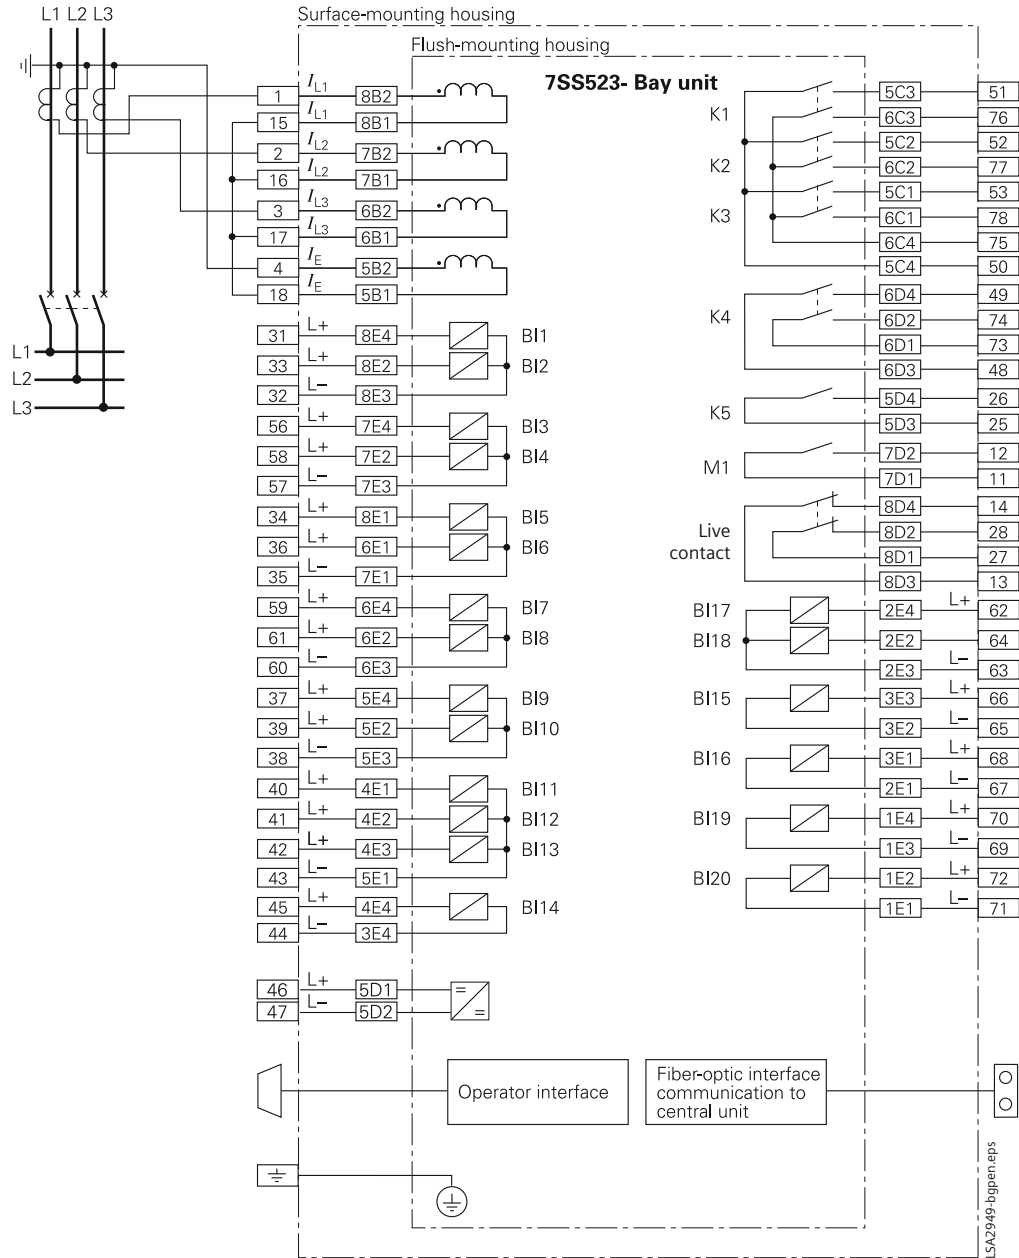 Surface-mounting housing
L1 L2 L3
Flush-mounting housing
7SS523- Bay unit
1 IL1 8B2
15 IL1 8B1
2 IL2 7B2
16 IL2 7B1
3 IL3 6B2
17 IL3 6B1
4 IE 5B2
18 IE 5B1
L1
L2
L3
31 L+ 8E4 BI1
33 L+ 8E2 BI2
32 L– 8E3
56 L+ 7E4 BI3
58 L+ 7E2 BI4
57 L– 7E3
34 L+ 8E1 BI5
36 L+ 6E1 BI6
35 L– 7E1
59 L+ 6E4 BI7
61 L+ 6E2 BI8
60 L– 6E3
37 L+ 5E4 BI9
39 L+ 5E2 BI10
38 L– 5E3
40 L+ 4E1 BI11
41 L+ 4E2 BI12
42 L+ 4E3 BI13
43 L– 5E1
45 L+ 4E4 BI14
44 L– 3E4
46 L+ 5D1
47 L– 5D2
K1 5C3 51
6C3 76
K2 5C2 52
6C2 77
K3 5C1 53
6C1 78
6C4 75
5C4 50
K4 6D4 49
6D2 74
6D1 73
6D3 48
K5 5D4 26
5D3 25
M1 7D2 12
7D1 11
Live
contact
8D4 14
8D2 28
8D1 27
8D3 13
BI17 2E4 L+ 62
BI18 2E2 64
2E3 L– 63
BI15 3E3 L+ 66
3E2 L– 65
BI16 3E1 L+ 68
2E1 L– 67
BI19 1E4 L+ 70
1E3 L– 69
BI20 1E2 L+ 72
1E1 L– 71
Operator interface
Fiber-optic interface
communication to
central unit
LSA2949-bgpen.eps